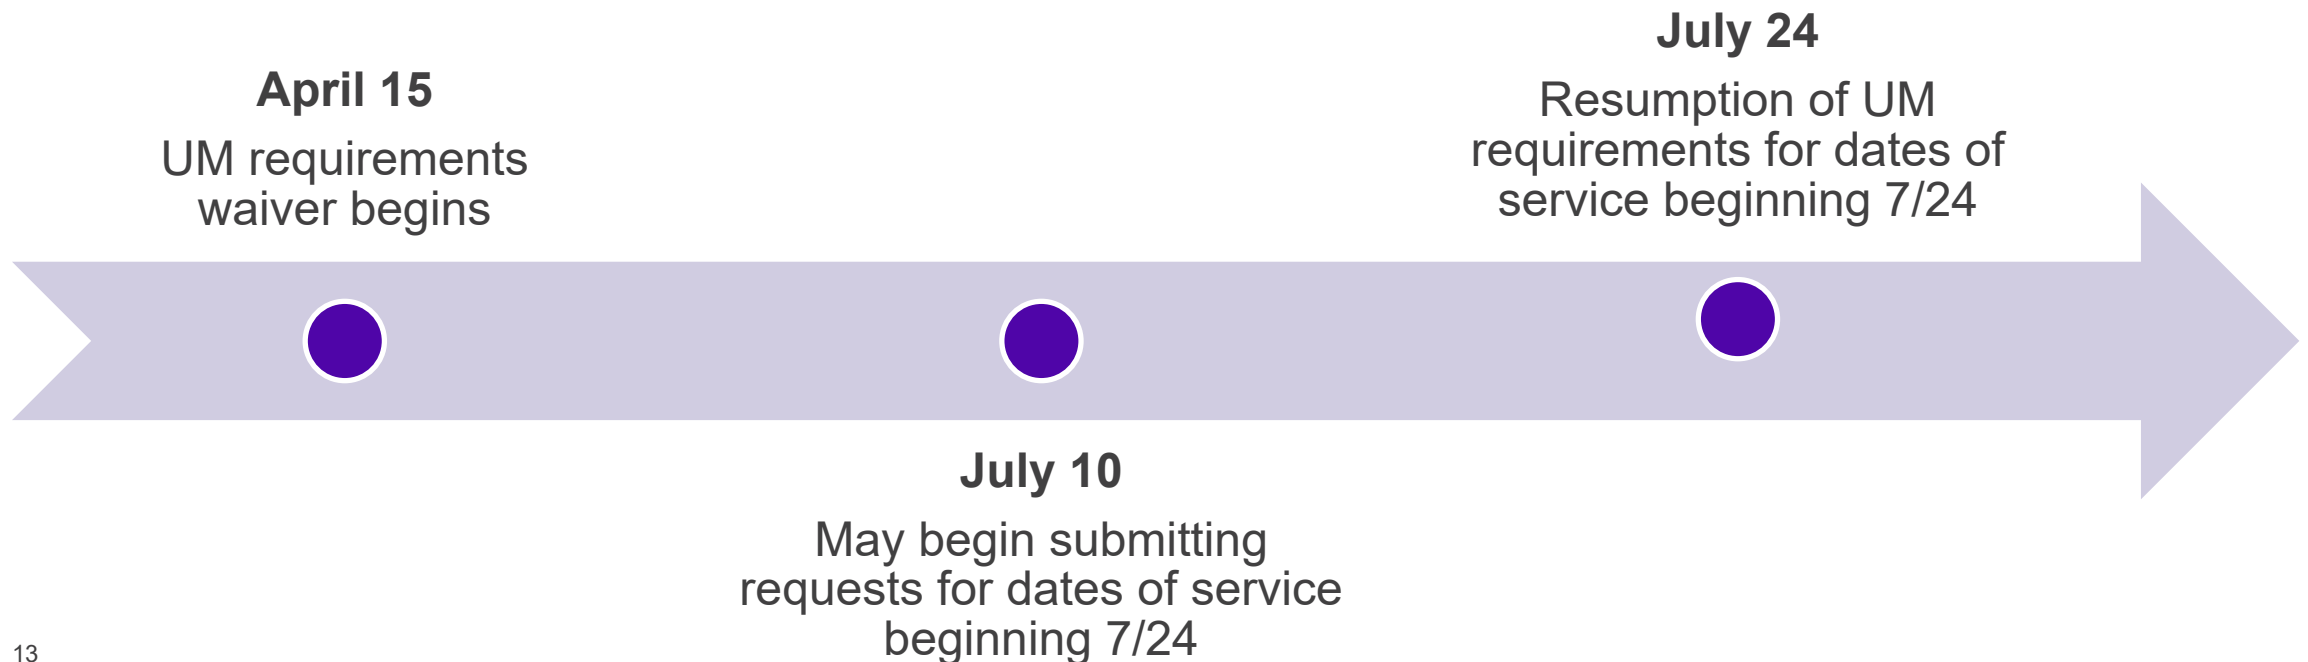 April 15
UM requirements
waiver begins
July 10
May begin submitting
requests for dates of service
beginning 7/24
July 24
Resumption of UM
requirements for dates of
service beginning 7/24
13